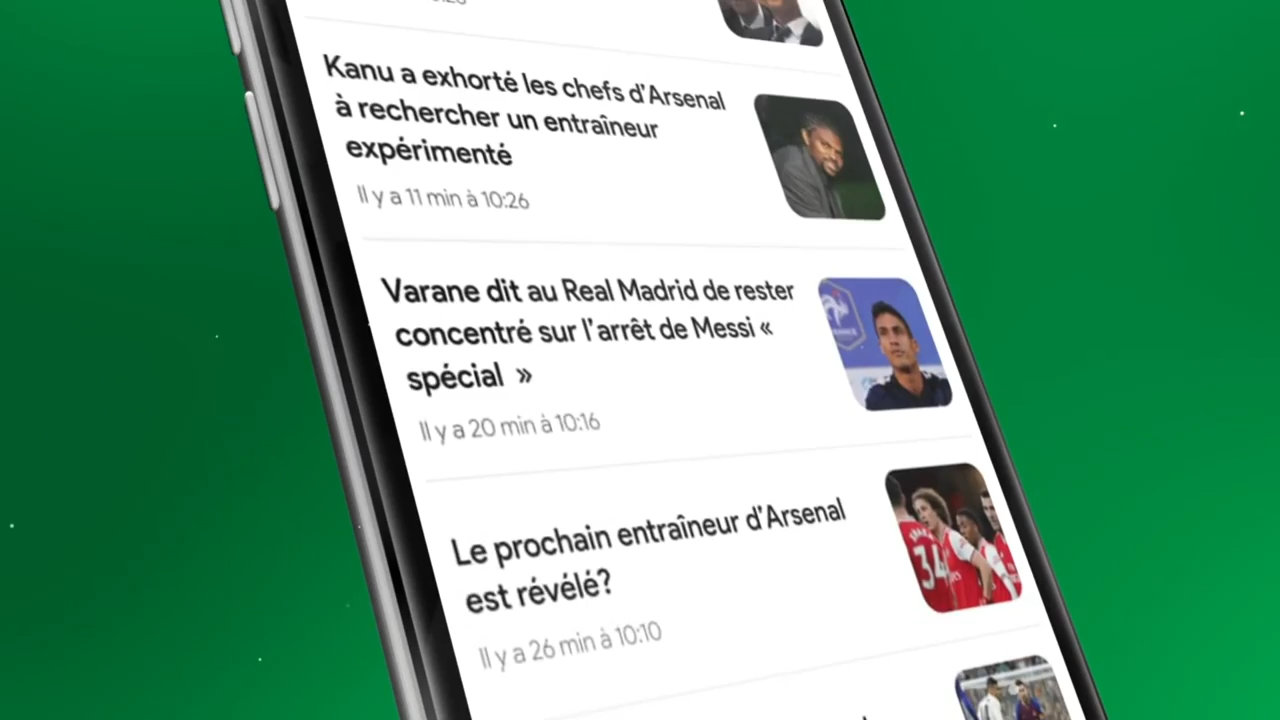 Kanu a exhorté les chefs d'Arsenal
à rechercher un entraîneur
expérimenté
Il y a 11 min à 10:26
Varane dit au Real Madrid de rester
concentré sur l'arrêt de Messi «
spécial »
Il y a 20 min à 10:16
FRANCE
Le prochain entraîneur d'Arsenal
est révélé?
34
Il y a 26 min à 10:10